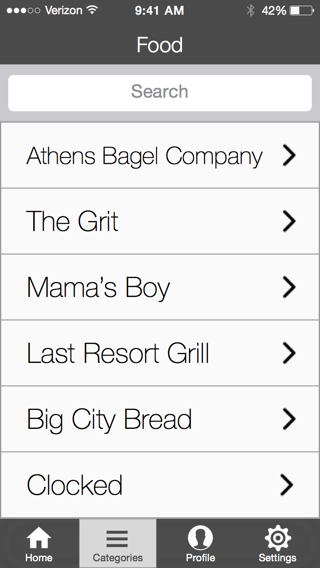 Verizon 9:41 AM 42%
Food
Search
Athens Bagel Company
The Grit
Mama's Boy
Last Resort Grill
Big City Bread
Clocked
Home Categories Profile Settings